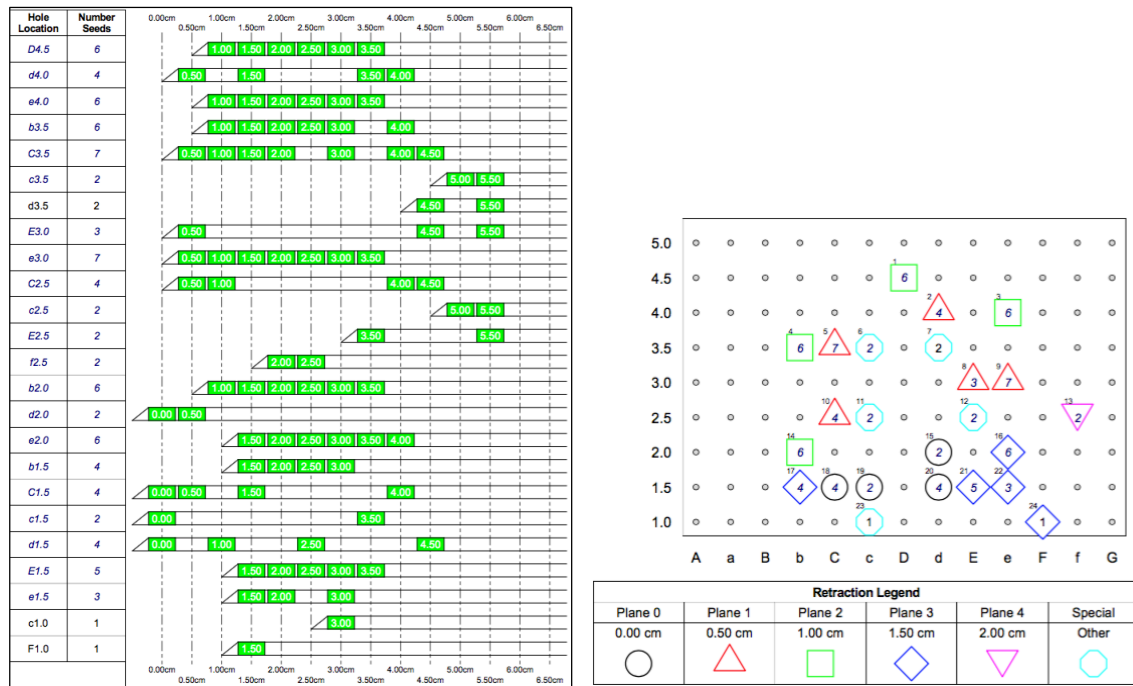 Hole Location Number Seeds
0.00cm 1.00cm 2.00cm 3.00cm 4.00cm 5.00cm 6.00cm
0.50cm 1.50cm 2.50cm 3.50cm 4.50cm 5.50cm 6.50cm
D4.5 6 1.00 1.50 2.00 2.50 3.00 3.50
d4.0 4 0.50 1.50 3.50 4.00
e4.0 6 1.00 1.50 2.00 2.50 3.00 3.50
b3.5 6 1.00 1.50 2.00 2.50 3.00 4.00
C3.5 7 0.50 1.00 1.50 2.00 3.00 4.00 4.50
c3.5 2 5.00 5.50
d3.5 2 4.50 5.50
E3.0 3 0.50 4.50 5.50
e3.0 7 0.50 1.00 1.50 2.00 2.50 3.00 3.50
C2.5 4 0.50 1.00 4.00 4.50
c2.5 2 5.00 5.50
E2.5 2 3.50 5.50
f2.5 2 2.00 2.50
b2.0 6 1.00 1.50 2.00 2.50 3.00 3.50
d2.0 2 0.00 0.50
e2.0 6 1.50 2.00 2.50 3.00 3.50 4.00
b1.5 4 1.50 2.00 2.50 3.00
C1.5 4 0.00 0.50 1.50 4.00
c1.5 2 0.00 3.50
d1.5 4 0.00 1.00 2.50 4.50
E1.5 5 1.50 2.00 2.50 3.00 3.50
e1.5 3 1.50 2.00 3.00
c1.0 1 3.00
F1.0 1 1.50
0.00cm 1.00cm 2.00cm 3.00cm 4.00cm 5.00cm 6.00cm
0.50cm 1.50cm 2.50cm 3.50cm 4.50cm 5.50cm 6.50cm
5.0
4.5 1 6
4.0 2 4 3 6
3.5 4 6 5 7 6 2 7 2
3.0 8 3 9 7
2.5 10 4 11 2 12 2 13 2
2.0 14 6 15 2 16 6
1.5 17 4 18 4 19 2 20 4 21 5 22 3
1.0 23 1 24 1
A a B b C c D d E e F f G
Retraction Legend
Plane 0 Plane 1 Plane 2 Plane 3 Plane 4 Special
0.00 cm 0.50 cm 1.00 cm 1.50 cm 2.00 cm Other